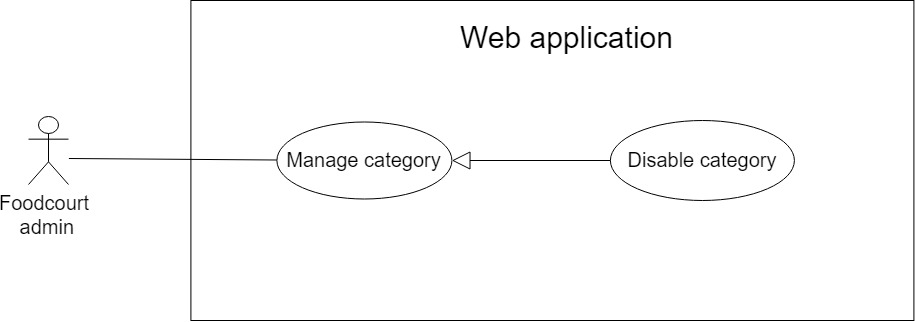 Web application
Manage category
Disable category
Foodcourt
admin